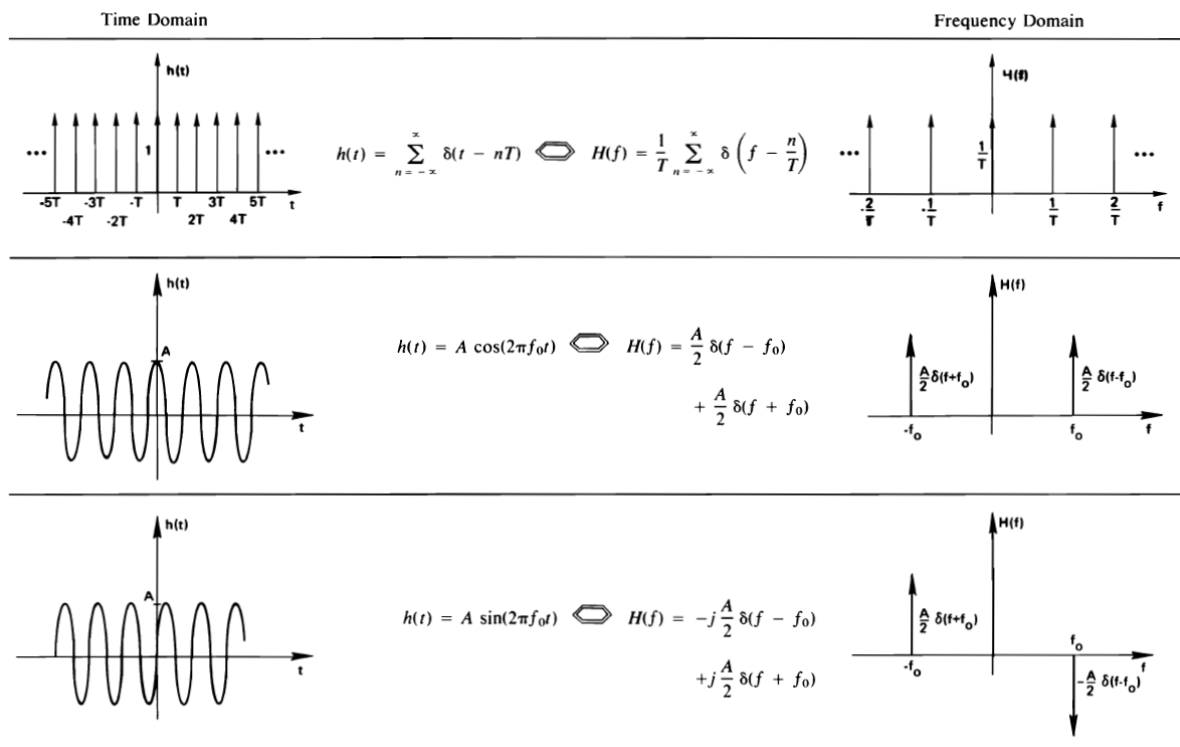 Time Domain Frequency Domain
h(t) H(f)
1 1/T
••• ••• ••• •••
h(t) = ∑_{n = -∞}^{∞} δ(t − nT) ⬄ H(f) = 1/T ∑_{n = -∞}^{∞} δ(f − n/T)
-5T -3T -T T 3T 5T t
-4T -2T 2T 4T
-2/T -1/T 1/T 2/T f
h(t) H(f)
A
h(t) = A cos(2πf₀t) ⬄ H(f) = A/2 δ(f − f₀)
+ A/2 δ(f + f₀)
A/2 δ(f+f₀) A/2 δ(f-f₀)
t -f₀ f₀ f
h(t) H(f)
A
h(t) = A sin(2πf₀t) ⬄ H(f) = −j A/2 δ(f − f₀)
+j A/2 δ(f + f₀)
A/2 δ(f+f₀)
f₀
t -f₀ f
-A/2 δ(f-f₀)